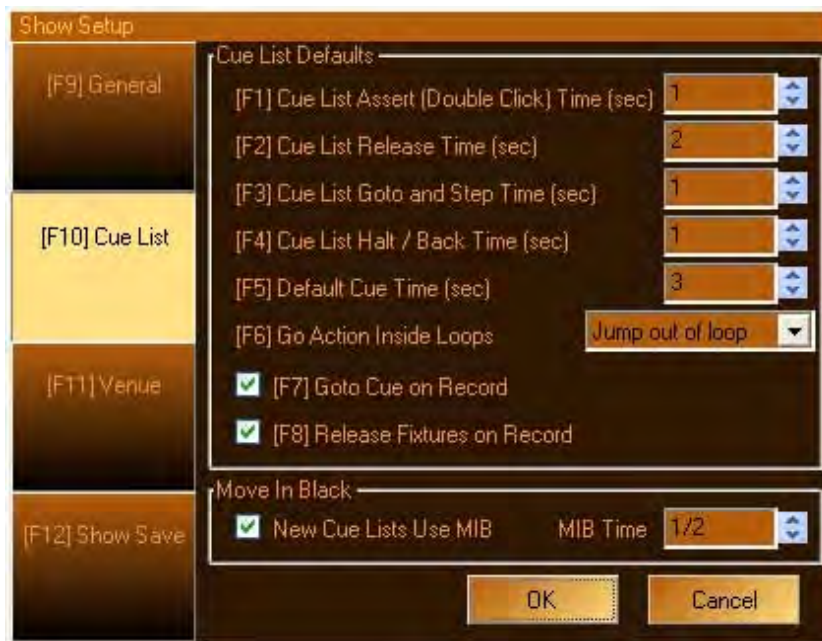 Show Setup
[F9] General
[F10] Cue List
[F11] Venue
[F12] Show Save
Cue List Defaults
[F1] Cue List Assert (Double Click) Time (sec) 1
[F2] Cue List Release Time (sec) 2
[F3] Cue List Goto and Step Time (sec) 1
[F4] Cue List Halt / Back Time (sec) 1
[F5] Default Cue Time (sec) 3
[F6] Go Action Inside Loops Jump out of loop
[F7] Goto Cue on Record
[F8] Release Fixtures on Record
Move In Black
New Cue Lists Use MIB MIB Time 1/2
OK Cancel